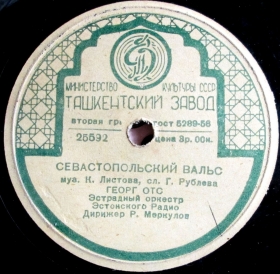 МИНИСТЕРСТВО КУЛЬТУРЫ СССР
ТАШКЕНТСКИЙ ЗАВОД
вторая гр гост 5289-56
25592 цена 3р. 00к.
СЕВАСТОПОЛЬСКИЙ ВАЛЬС
муз. К. Листова, сл. Г. Рублева
ГЕОРГ ОТС
Эстрадный оркестр
Эстонского Радио
Дирижер Р. Меркулов